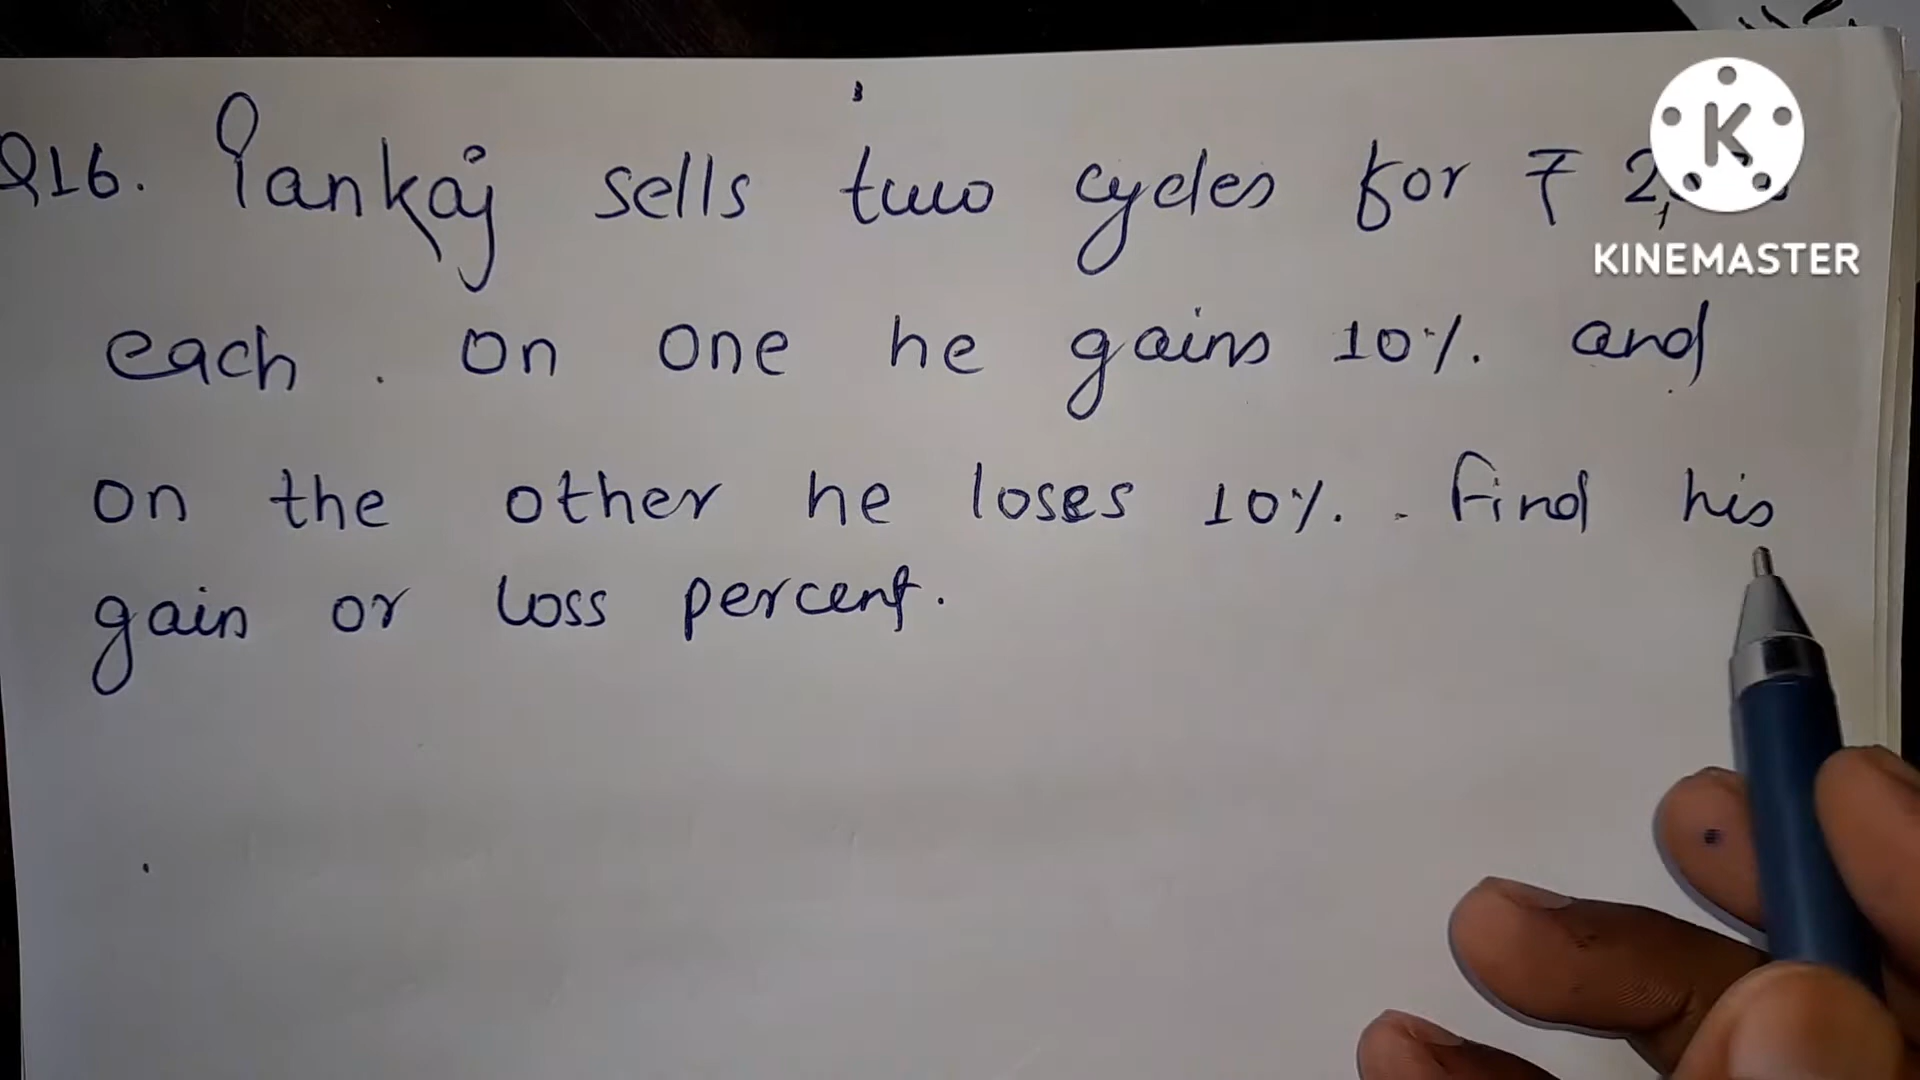 Q16. Pankaj sells two cycles for ₹
K
KINEMASTER
each. On one he gains 10%. and
on the other he loses 10%. . Find his
gain or loss percent.